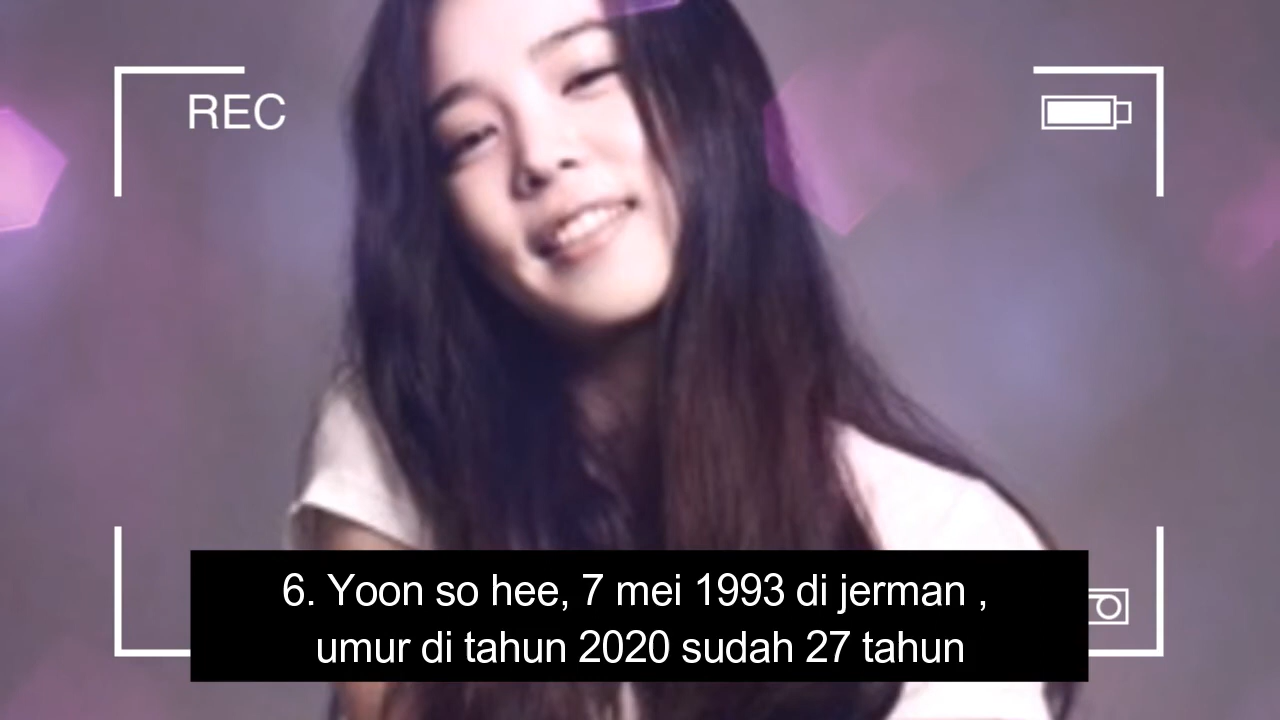 REC
6. Yoon so hee, 7 mei 1993 di jerman ,
umur di tahun 2020 sudah 27 tahun